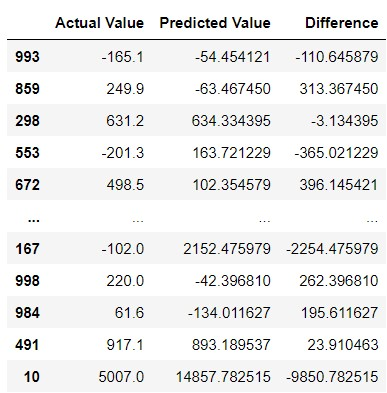 Actual Value Predicted Value Difference
993 -165.1 -54.454121 -110.645879
859 249.9 -63.467450 313.367450
298 631.2 634.334395 -3.134395
553 -201.3 163.721229 -365.021229
672 498.5 102.354579 396.145421
... ... ... ...
167 -102.0 2152.475979 -2254.475979
998 220.0 -42.396810 262.396810
984 61.6 -134.011627 195.611627
491 917.1 893.189537 23.910463
10 5007.0 14857.782515 -9850.782515